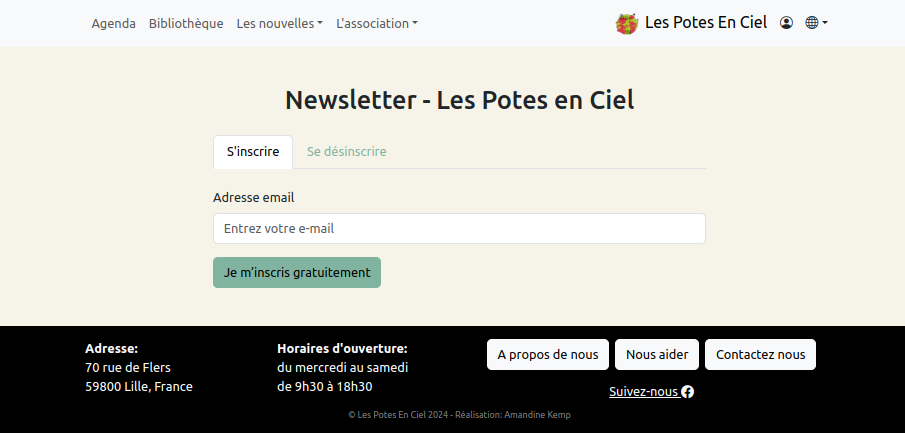 Agenda Bibliothèque Les nouvelles L'association Les Potes En Ciel
Newsletter - Les Potes en Ciel
S'inscrire Se désinscrire
Adresse email
Entrez votre e-mail
Je m’inscris gratuitement
Adresse:
70 rue de Flers
59800 Lille, France
Horaires d'ouverture:
du mercredi au samedi
de 9h30 à 18h30
A propos de nous Nous aider Contactez nous
Suivez-nous
© Les Potes En Ciel 2024 - Réalisation: Amandine Kemp